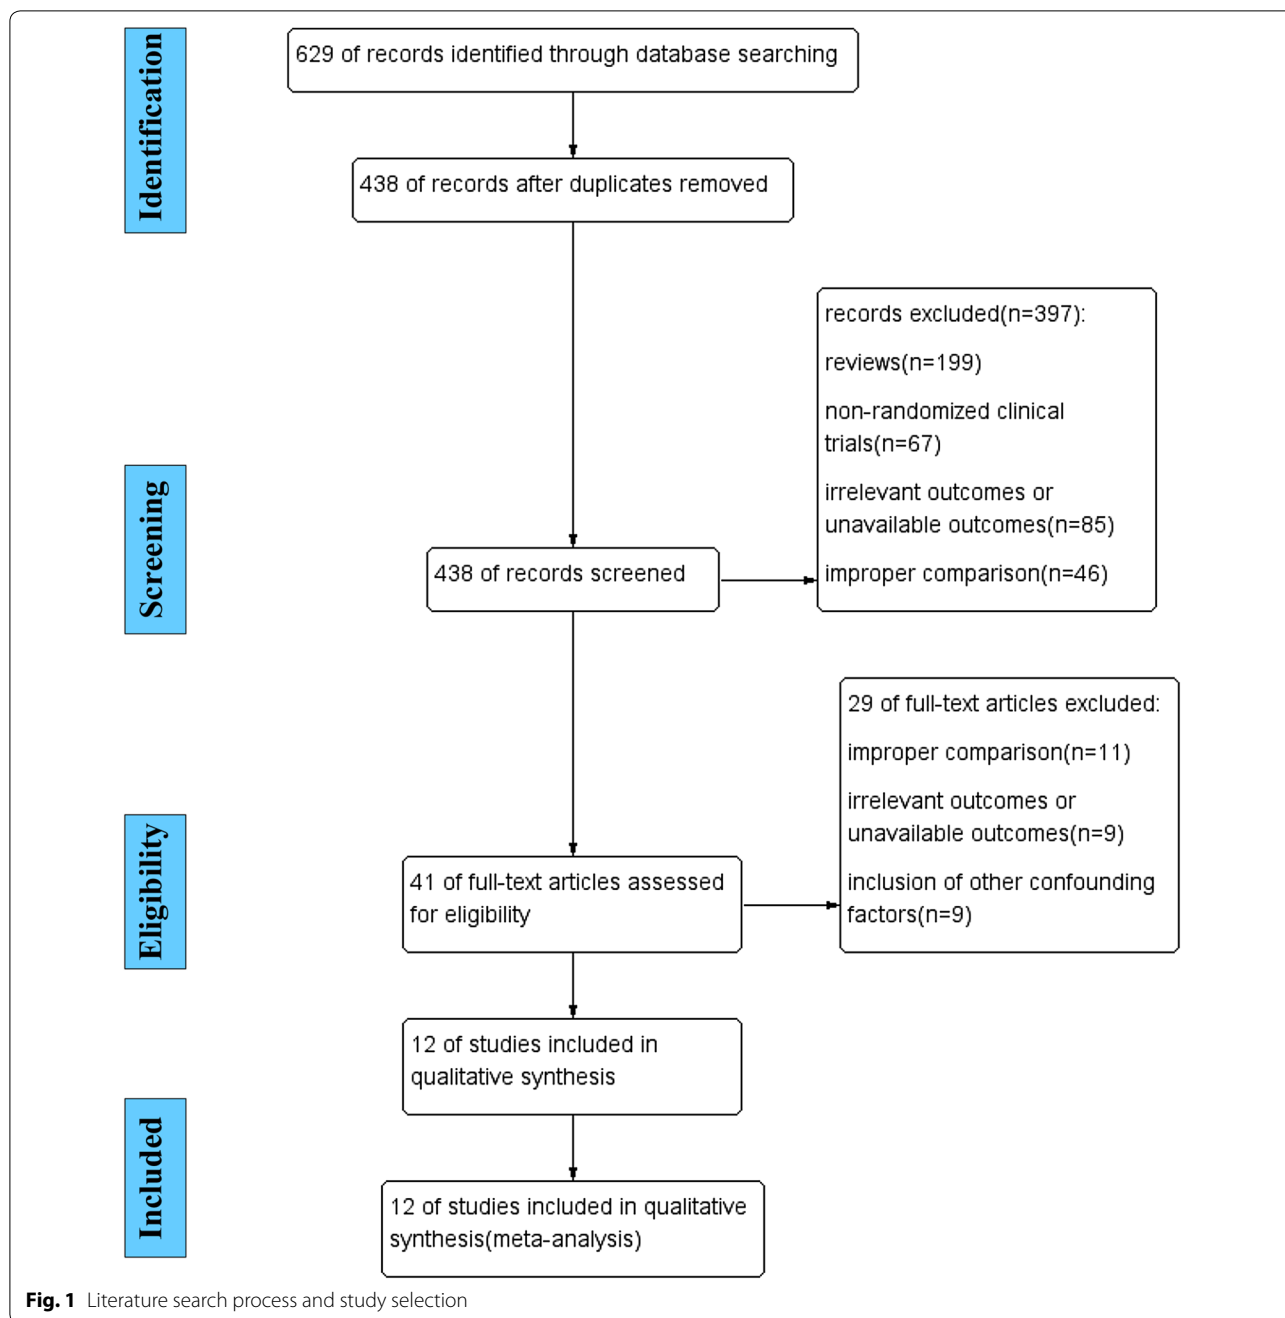 Identification
629 of records identified through database searching
438 of records after duplicates removed
Screening
438 of records screened
records excluded(n=397):
reviews(n=199)
non-randomized clinical
trials(n=67)
irrelevant outcomes or
unavailable outcomes(n=85)
improper comparison(n=46)
Eligibility
41 of full-text articles assessed
for eligibility
29 of full-text articles excluded:
improper comparison(n=11)
irrelevant outcomes or
unavailable outcomes(n=9)
inclusion of other confounding
factors(n=9)
12 of studies included in
qualitative synthesis
Included
12 of studies included in qualitative
synthesis(meta-analysis)
Fig. 1 Literature search process and study selection